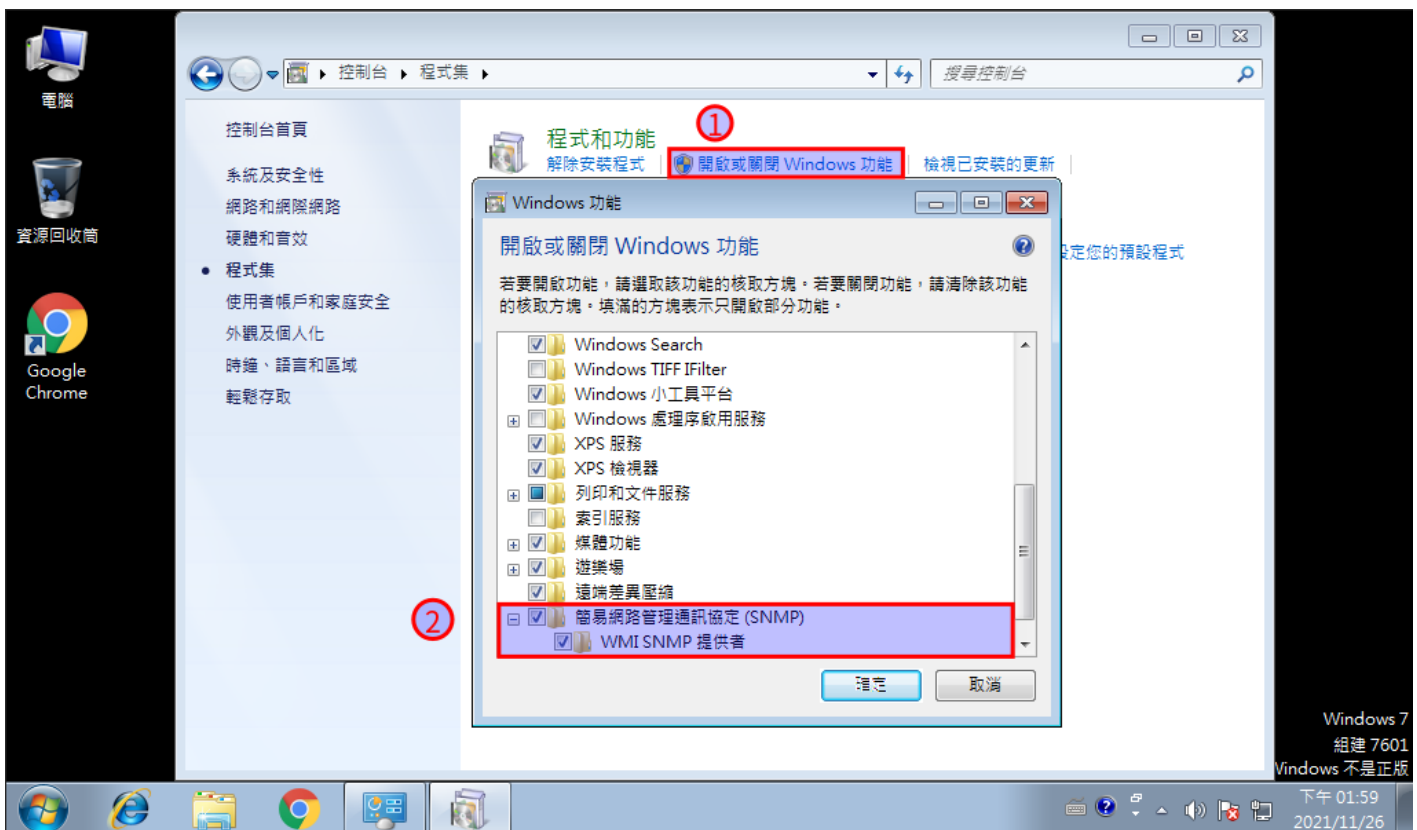 電腦
資源回收筒
Google
Chrome
控制台 程式集
搜尋控制台
控制台首頁
系統及安全性
網路和網際網路
硬體和音效
程式集
使用者帳戶和家庭安全
外觀及個人化
時鐘、語言和區域
輕鬆存取
1
程式和功能
解除安裝程式 開啟或關閉 Windows 功能 檢視已安裝的更新
設定您的預設程式
Windows 功能
開啟或關閉 Windows 功能
若要開啟功能，請選取該功能的核取方塊。若要關閉功能，請清除該功能
的核取方塊。填滿的方塊表示只開啟部分功能。
Windows Search
Windows TIFF IFilter
Windows 小工具平台
Windows 處理序啟用服務
XPS 服務
XPS 檢視器
列印和文件服務
索引服務
媒體功能
遊樂場
遠端差異壓縮
2
簡易網路管理通訊協定 (SNMP)
WMI SNMP 提供者
確定 取消
Windows 7
組建 7601
Windows 不是正版
下午 01:59
2021/11/26